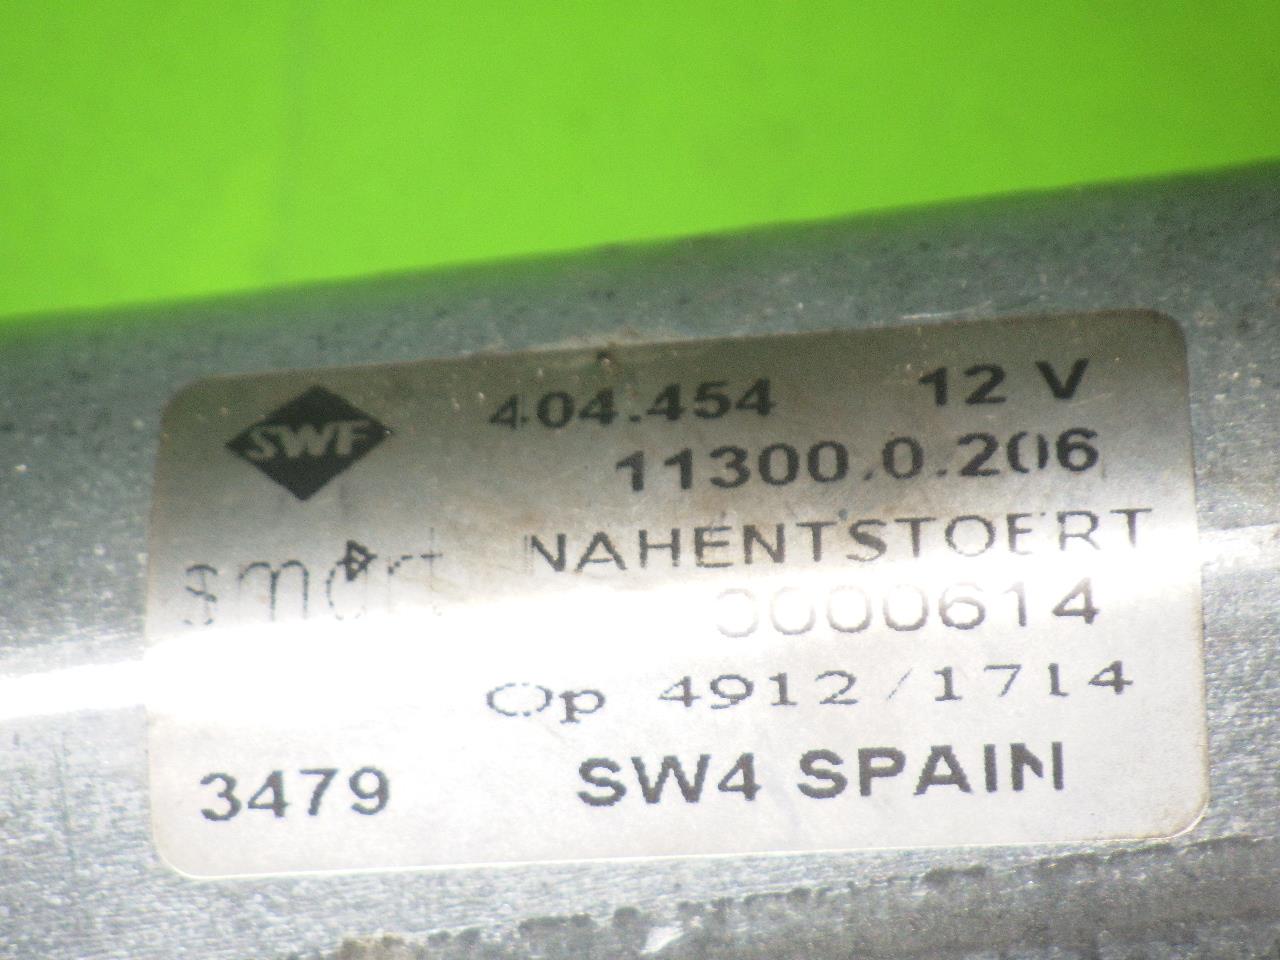 SWF 404.454 12 V
11300.0.206
smart NAHENTSTOERT
0000614
Op 4912/1714
3479 SW4 SPAIN